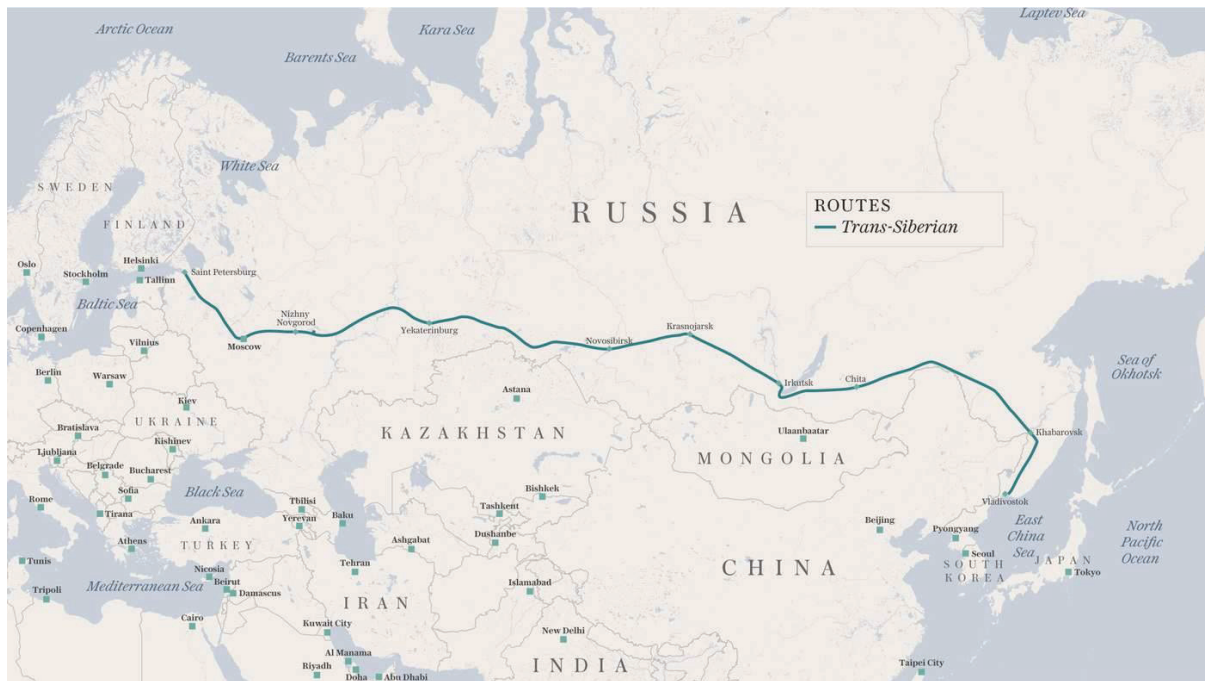 Arctic Ocean
Kara Sea
Laptev Sea
Barents Sea
White Sea
SWEDEN
FINLAND
RUSSIA
ROUTES
Trans-Siberian
Oslo
Stockholm
Helsinki
Tallinn
Saint Petersburg
Baltic Sea
Copenhagen
Vilnius
Moscow
Nizhny
Novgorod
Yekaterinburg
Novosibirsk
Krasnojarsk
Irkutsk
Chita
Khabarovsk
Vladivostok
Sea of
Okhotsk
Berlin
Warsaw
Kiev
UKRAINE
Bratislava
Ljubljana
Kishinev
Belgrade
Bucharest
Sofia
Black Sea
Rome
Tirana
Athens
Ankara
TURKEY
Tbilisi
Yerevan
Baku
Astana
KAZAKHSTAN
Ulaanbaatar
MONGOLIA
Bishkek
Tashkent
Dushanbe
Ashgabat
Tehran
IRAN
Islamabad
Tunis
Tripoli
Mediterranean Sea
Nicosia
Beirut
Damascus
Cairo
Kuwait City
Al Manama
Riyadh
Doha
Abu Dhabi
New Delhi
INDIA
CHINA
Beijing
Pyongyang
Seoul
SOUTH
KOREA
East
China
Sea
JAPAN
Tokyo
North
Pacific
Ocean
Taipei City